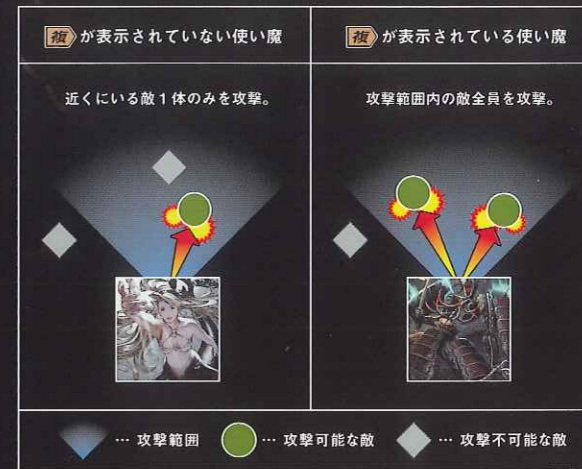 複が表示されていない使い魔
近くにいる敵1体のみを攻撃。
複が表示されている使い魔
攻撃範囲内の敵全員を攻撃。
… 攻撃範囲
… 攻撃可能な敵
… 攻撃不可能な敵